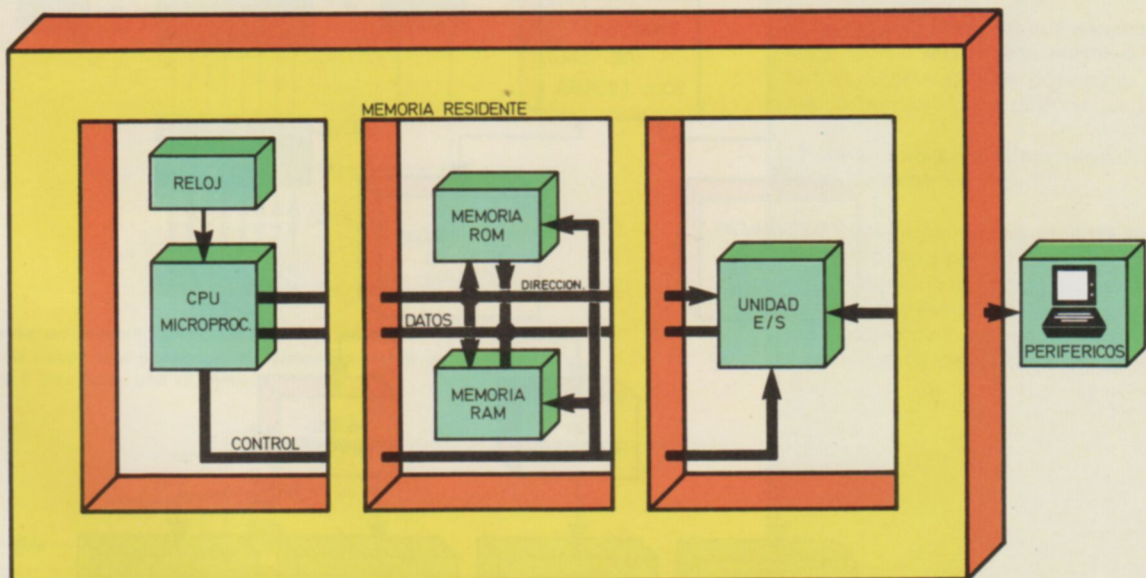 MEMORIA RESIDENTE
RELOJ
CPU
MICROPROC.
CONTROL
MEMORIA
ROM
DIRECCION.
DATOS
MEMORIA
RAM
UNIDAD
E/S
PERIFERICOS